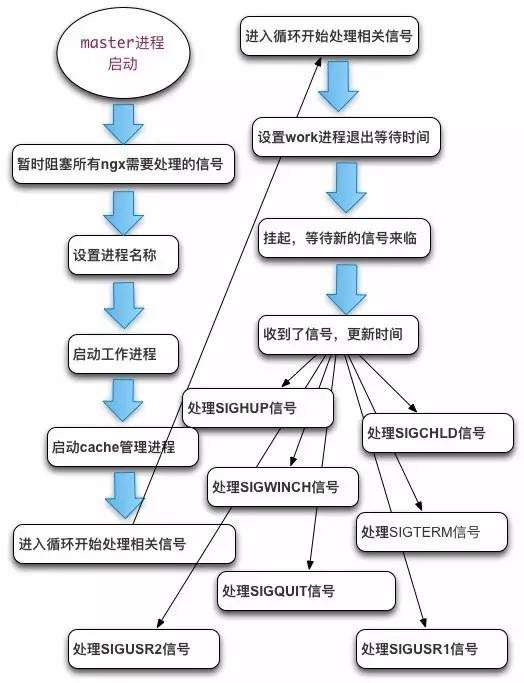 master进程
启动
暂时阻塞所有ngx需要处理的信号
设置进程名称
启动工作进程
启动cache管理进程
进入循环开始处理相关信号
进入循环开始处理相关信号
设置work进程退出等待时间
挂起，等待新的信号来临
收到了信号，更新时间
处理SIGHUP信号
处理SIGCHLD信号
处理SIGWINCH信号
处理SIGTERM信号
处理SIGQUIT信号
处理SIGUSR2信号
处理SIGUSR1信号